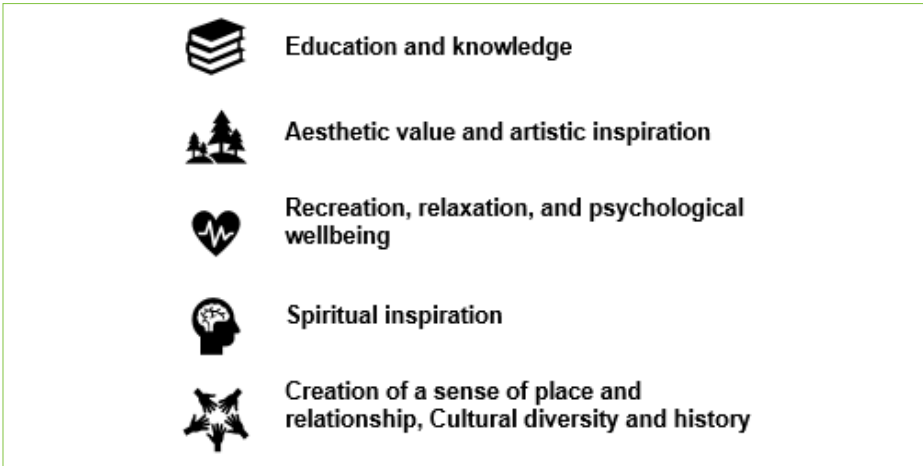 Education and knowledge
Aesthetic value and artistic inspiration
Recreation, relaxation, and psychological
wellbeing
Spiritual inspiration
Creation of a sense of place and
relationship, Cultural diversity and history